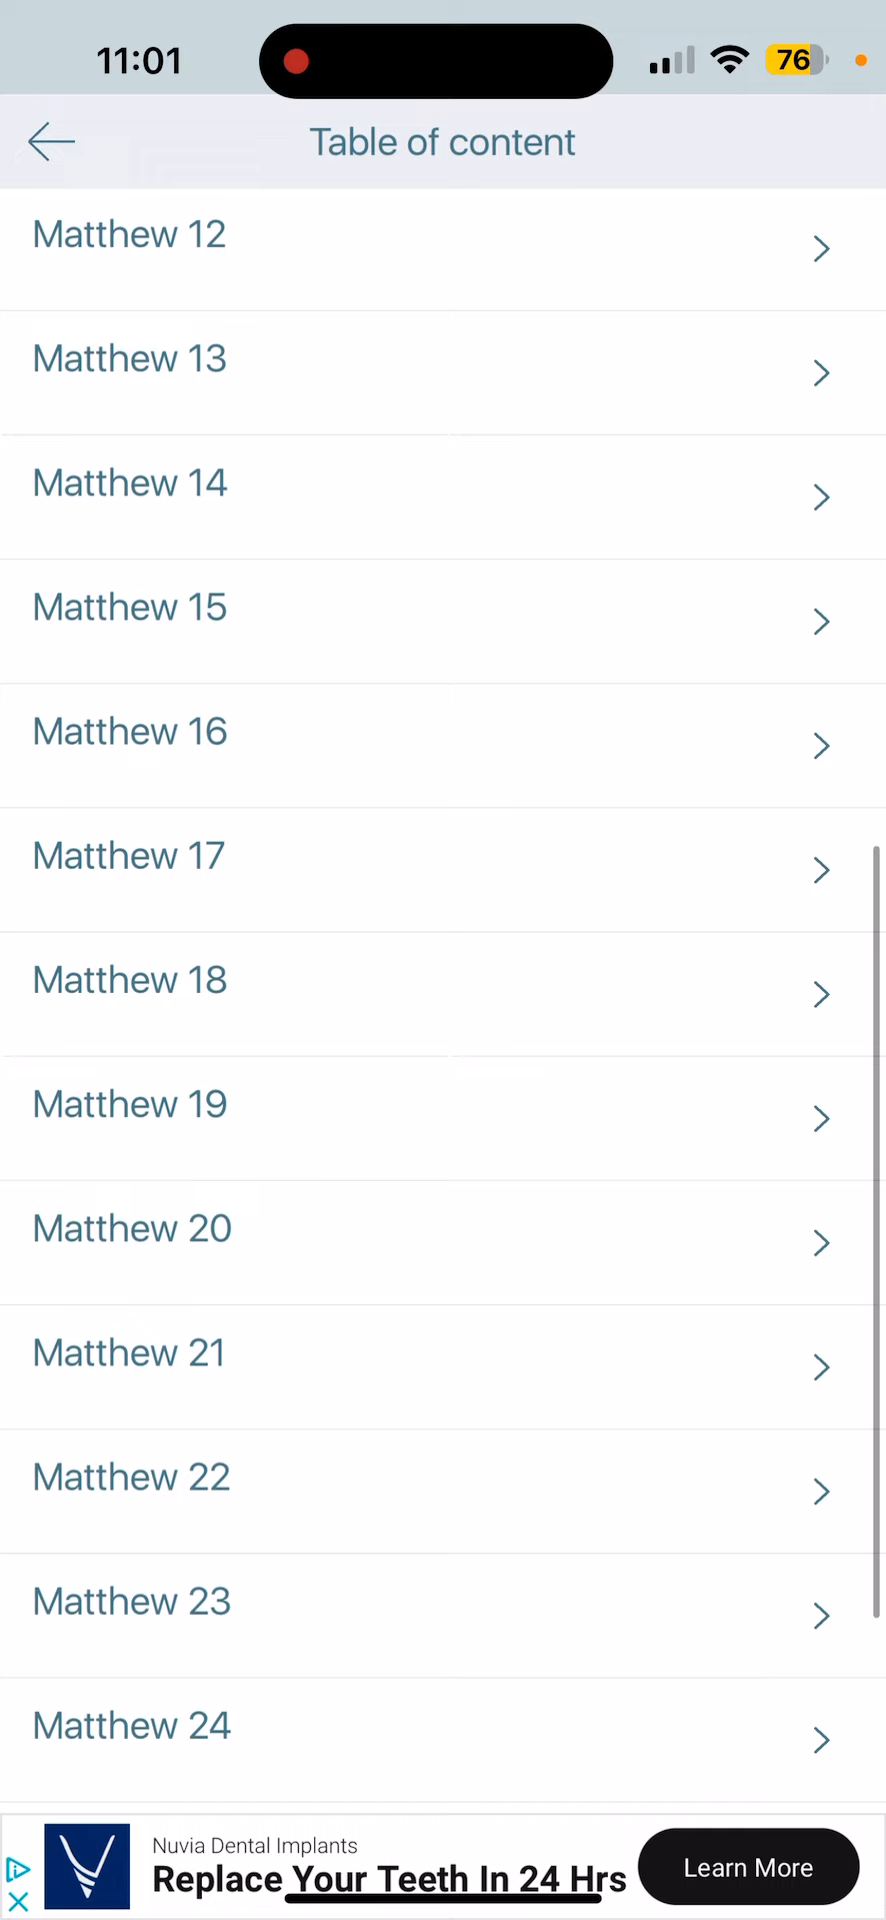 11:01
76
Table of content
Matthew 12
Matthew 13
Matthew 14
Matthew 15
Matthew 16
Matthew 17
Matthew 18
Matthew 19
Matthew 20
Matthew 21
Matthew 22
Matthew 23
Matthew 24
Nuvia Dental Implants
Replace Your Teeth In 24 Hrs
Learn More